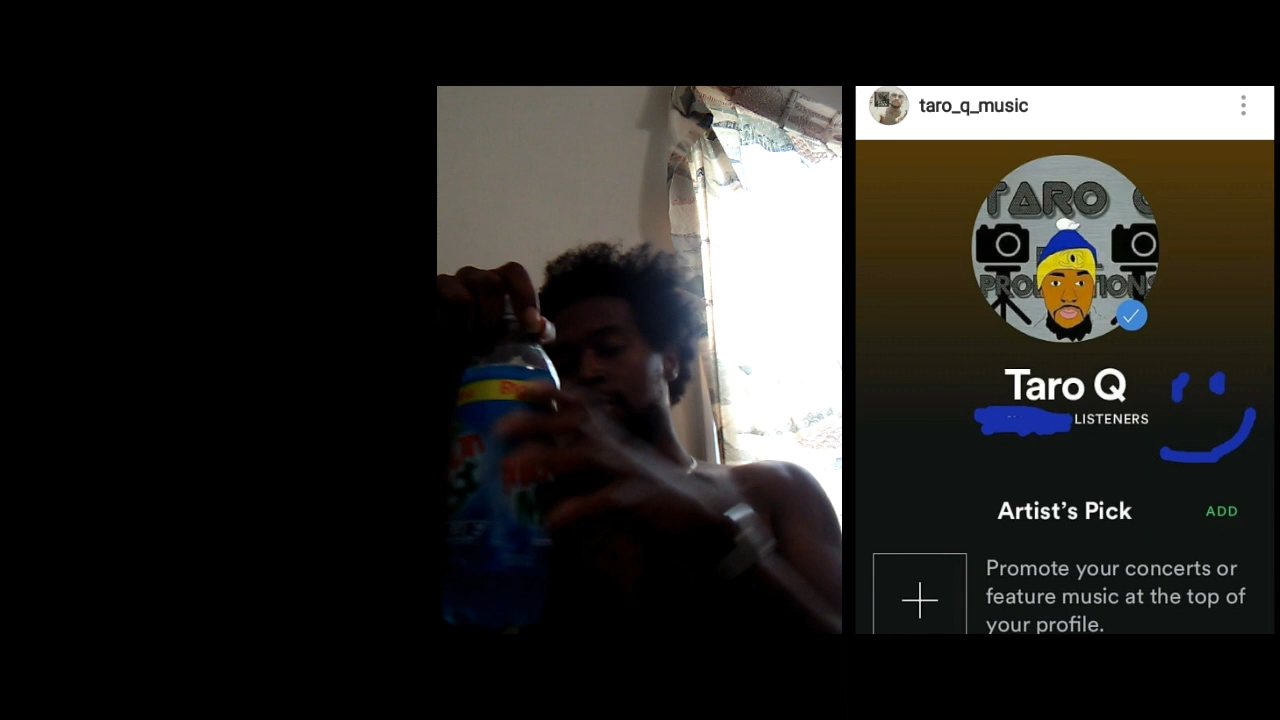 taro_q_music
TARO
Taro Q
LISTENERS
Artist's Pick
ADD
Promote your concerts or
feature music at the top of
your profile.